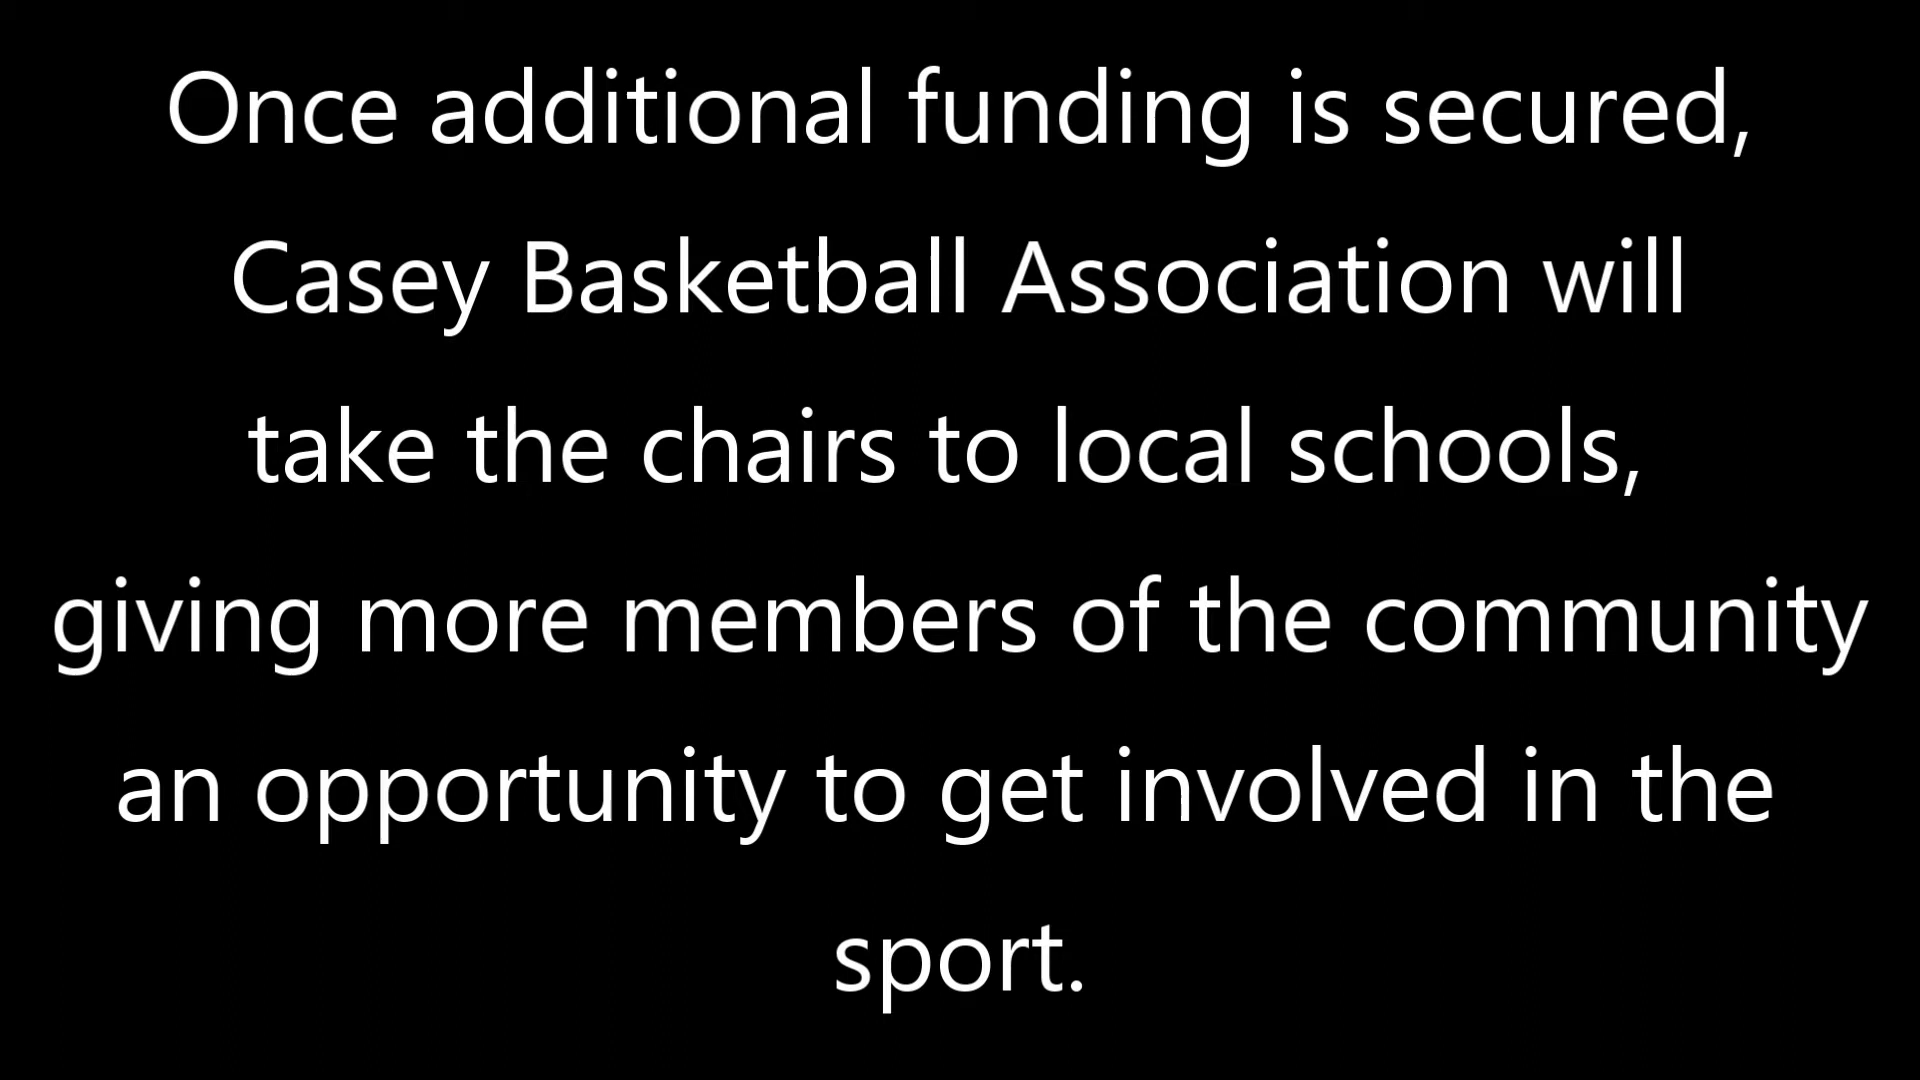 Once additional funding is secured,
Casey Basketball Association will
take the chairs to local schools,
giving more members of the community
an opportunity to get involved in the
sport.